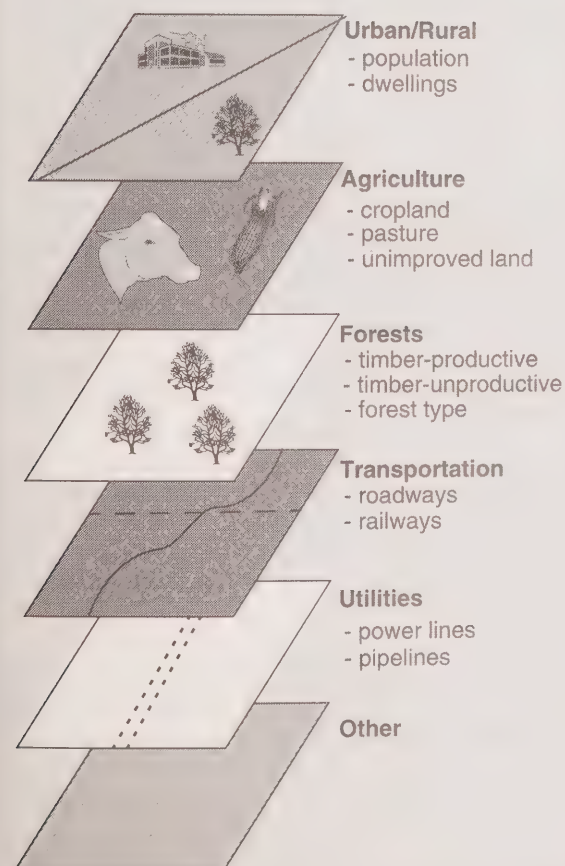 Urban/Rural
- population
- dwellings
Agriculture
- cropland
- pasture
- unimproved land
Forests
- timber-productive
- timber-unproductive
- forest type
Transportation
- roadways
- railways
Utilities
- power lines
- pipelines
Other